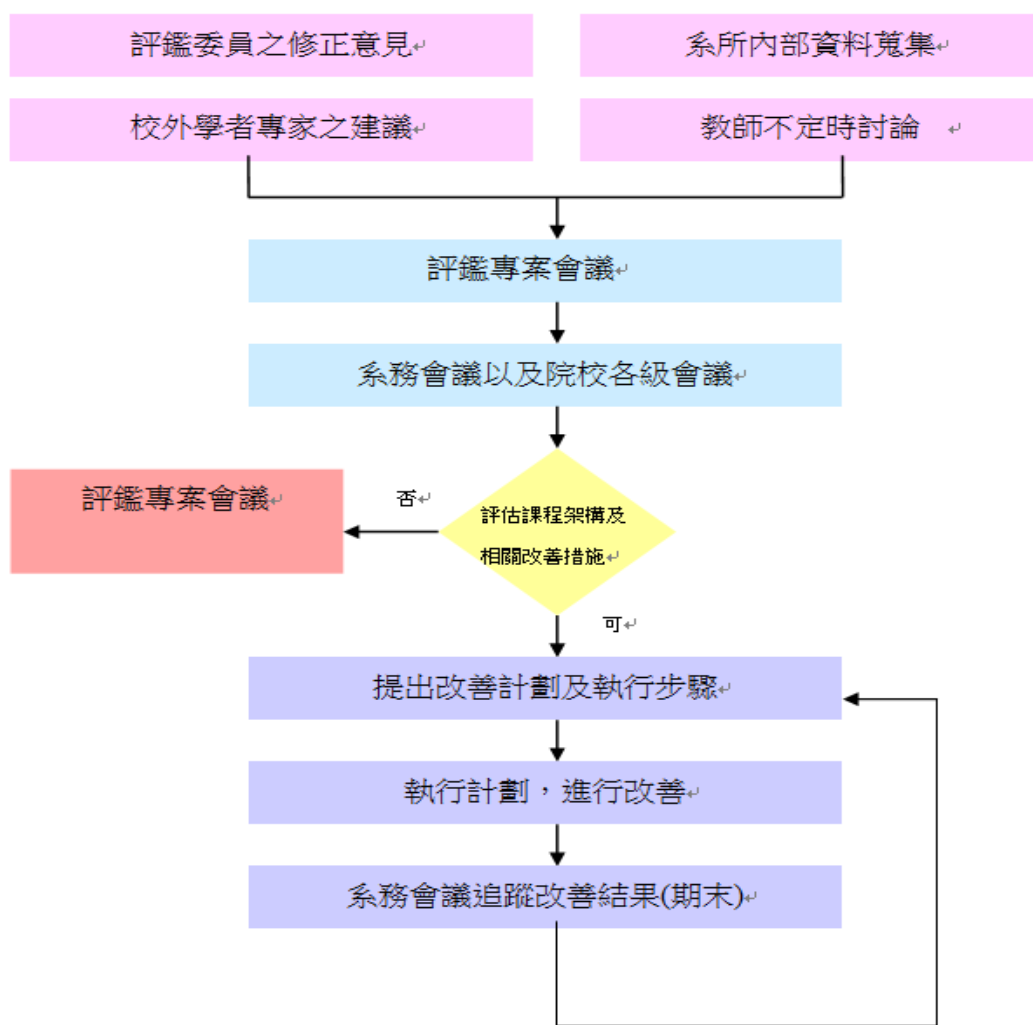 評鑑委員之修正意見
系所內部資料蒐集
校外學者專家之建議
教師不定時討論
評鑑專案會議
系務會議以及院校各級會議
評鑑專案會議
否
評估課程架構及
相關改善措施
可
提出改善計劃及執行步驟
執行計劃，進行改善
系務會議追蹤改善結果(期末)